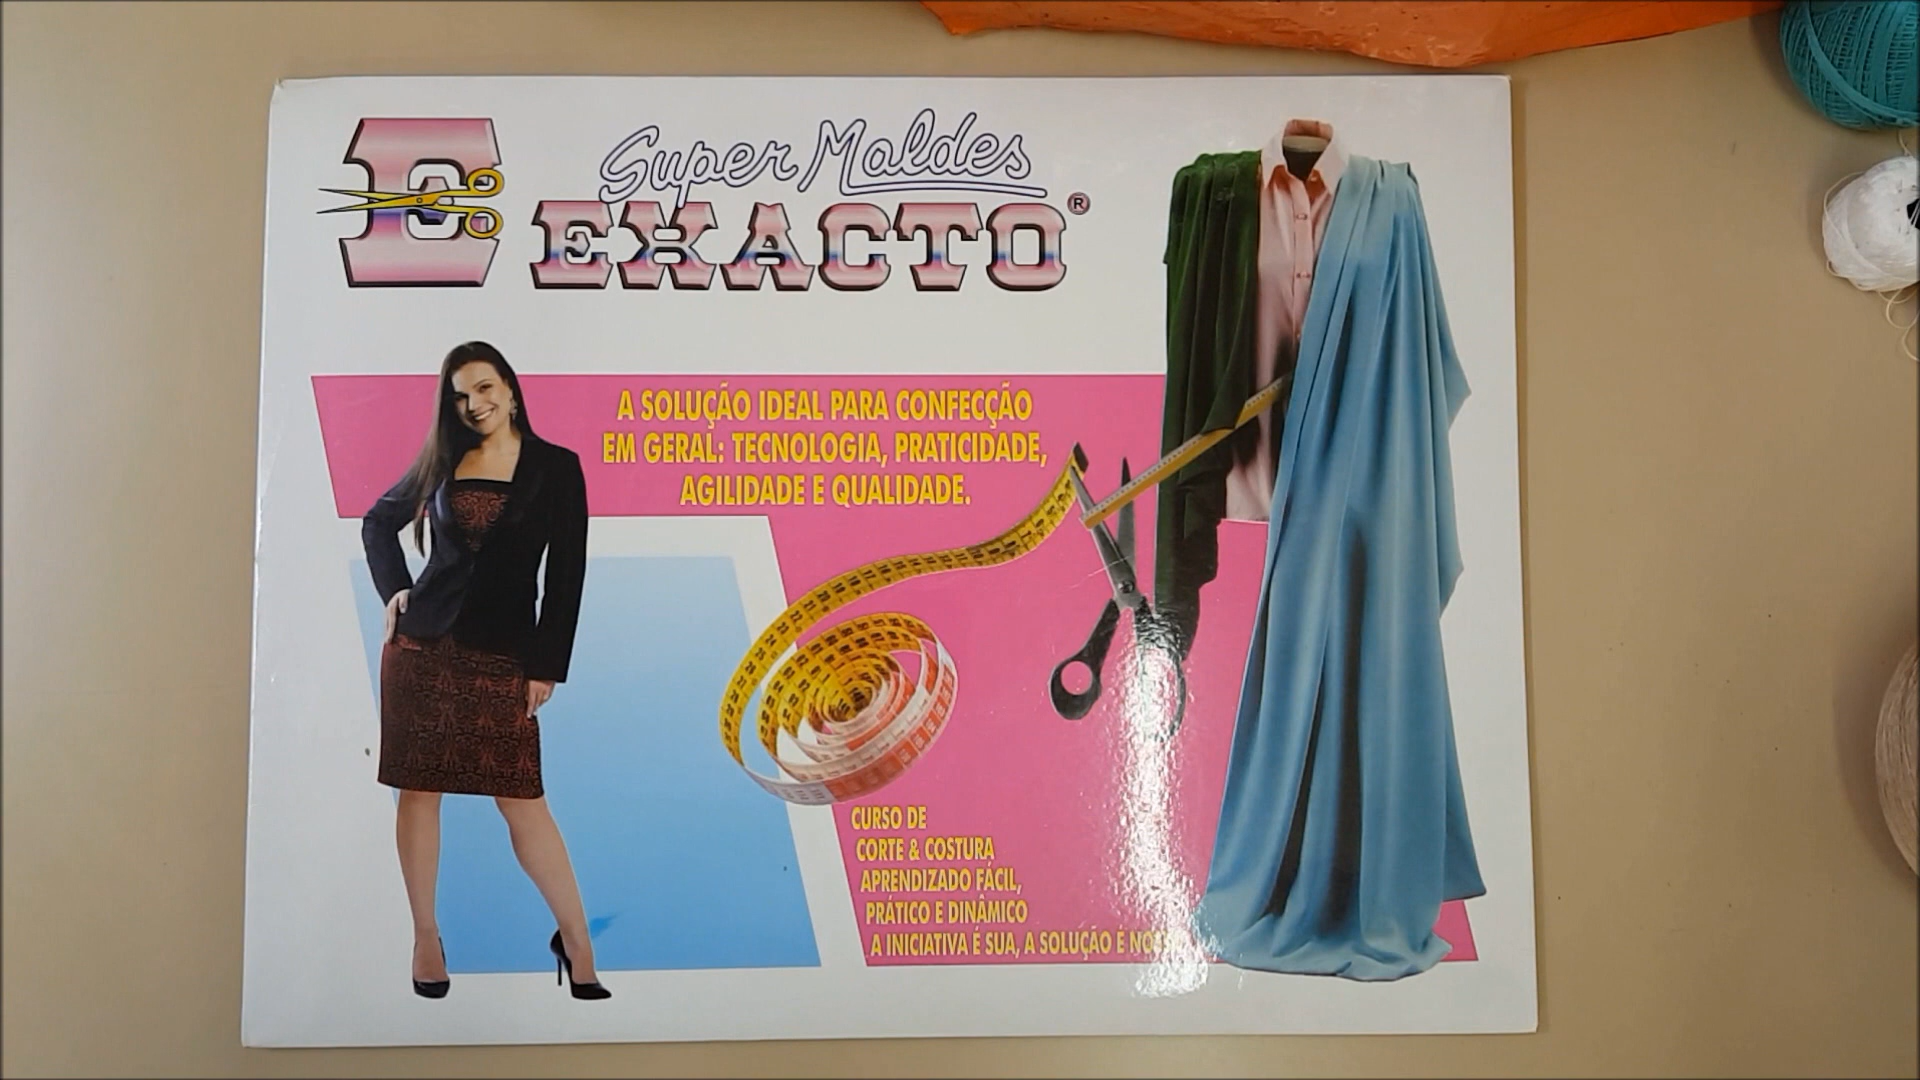 E
Super Moldes
EXACTO®
A SOLUÇÃO IDEAL PARA CONFECÇÃO
EM GERAL: TECNOLOGIA, PRATICIDADE,
AGILIDADE E QUALIDADE.
CURSO DE
CORTE & COSTURA
APRENDIZADO FÁCIL,
PRÁTICO E DINÂMICO
A INICIATIVA É SUA, A SOLUÇÃO É